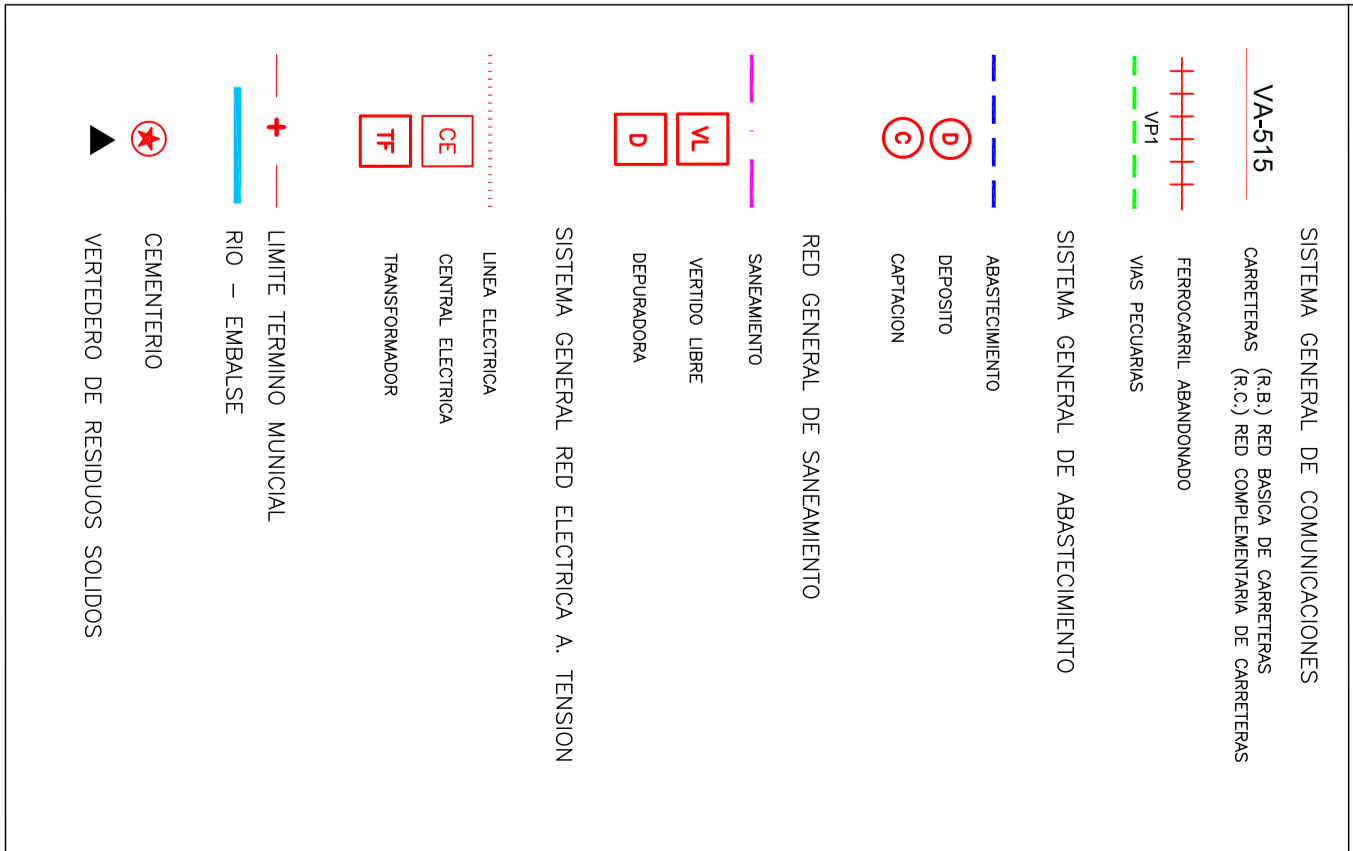 SISTEMA GENERAL DE COMUNICACIONES
VA-515
CARRETERAS
(R.B.) RED BASICA DE CARRETERAS
(R.C.) RED COMPLEMENTARIA DE CARRETERAS
FERROCARRIL ABANDONADO
VP1
VIAS PECUARIAS
SISTEMA GENERAL DE ABASTECIMIENTO
ABASTECIMIENTO
D DEPOSITO
C CAPTACION
RED GENERAL DE SANEAMIENTO
SANEAMIENTO
VL VERTIDO LIBRE
D DEPURADORA
SISTEMA GENERAL RED ELECTRICA A. TENSION
LINEA ELECTRICA
CE CENTRAL ELECTRICA
TF TRANSFORMADOR
LIMITE TERMINO MUNICIAL
RIO - EMBALSE
CEMENTERIO
VERTEDERO DE RESIDUOS SOLIDOS